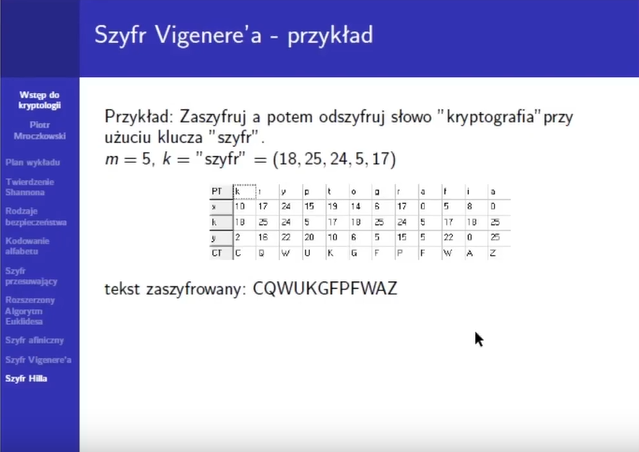 Szyfr Vigenere'a - przykład
Wstęp do
kryptologii
Piotr
Mroczkowski
Plan wykładu
Twierdzenie
Shannona
Rodzaje
bezpieczeństwa
Kodowanie
alfabetu
Szyfr
przesuwający
Rozszerzony
Algorytm
Euklidesa
Szyfr afiniczny
Szyfr Vigenere'a
Szyfr Hilla
Przykład: Zaszyfruj a potem odszyfruj słowo "kryptografia"przy
użuciu klucza "szyfr".
m = 5, k = "szyfr" = (18, 25, 24, 5, 17)
PT k r y p t o g r a f i a
x 10 17 24 15 19 14 6 17 0 5 8 0
k 18 25 24 5 17 18 25 24 5 17 18 25
y 2 16 22 20 10 6 5 15 5 22 0 25
CT C Q W U K G F P F W A Z
tekst zaszyfrowany: CQWUKGFPFWAZ